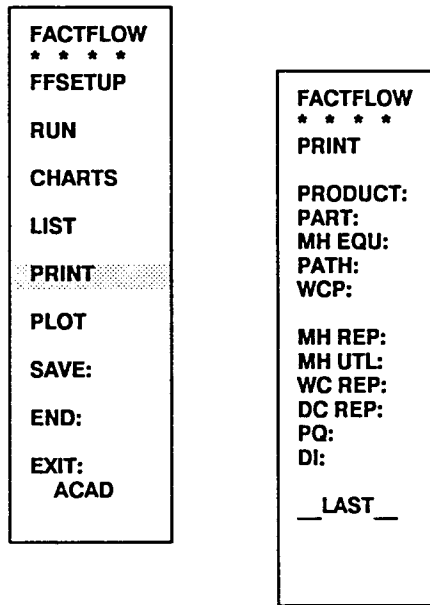 FACTFLOW
* * * *
FFSETUP
RUN
CHARTS
LIST
PRINT
PLOT
SAVE:
END:
EXIT:
ACAD
FACTFLOW
* * * *
PRINT
PRODUCT:
PART:
MH EQU:
PATH:
WCP:
MH REP:
MH UTL:
WC REP:
DC REP:
PQ:
DI:
__LAST__